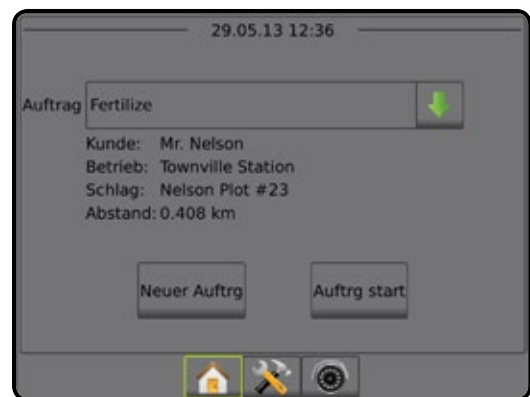 29.05.13 12:36
Auftrag Fertilize
Kunde: Mr. Nelson
Betrieb: Townville Station
Schlag: Nelson Plot #23
Abstand: 0.408 km
Neuer Auftrg Auftrg start